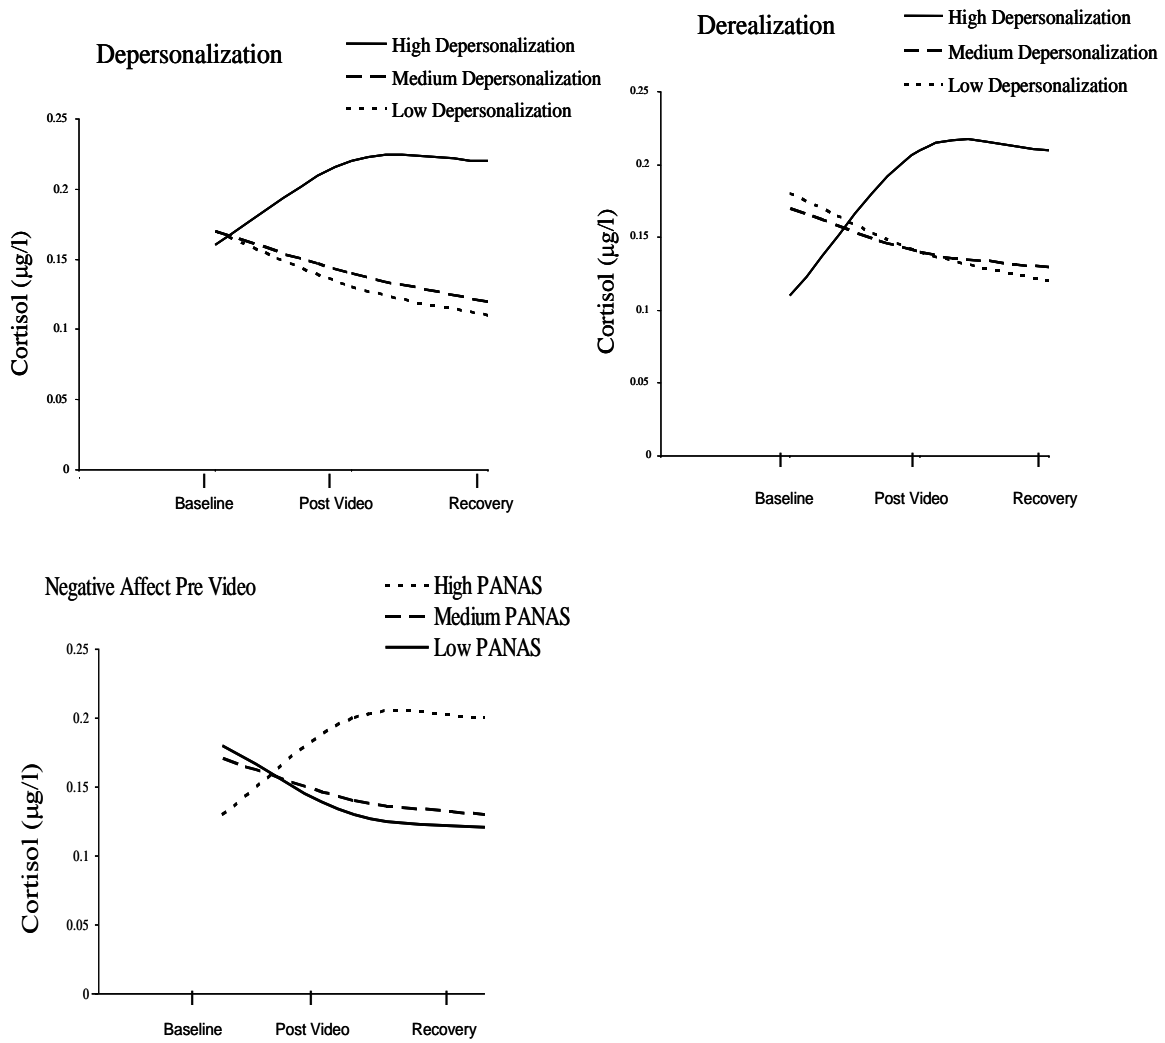 Depersonalization
High Depersonalization
Medium Depersonalization
Low Depersonalization
0.25
0.2
0.15
0.1
0.05
0
Cortisol (µg/l)
Baseline
Post Video
Recovery
Derealization
High Depersonalization
Medium Depersonalization
Low Depersonalization
0.25
0.2
0.15
0.1
0.05
0
Cortisol (µg/l)
Baseline
Post Video
Recovery
Negative Affect Pre Video
High PANAS
Medium PANAS
Low PANAS
0.25
0.2
0.15
0.1
0.05
0
Cortisol (µg/l)
Baseline
Post Video
Recovery